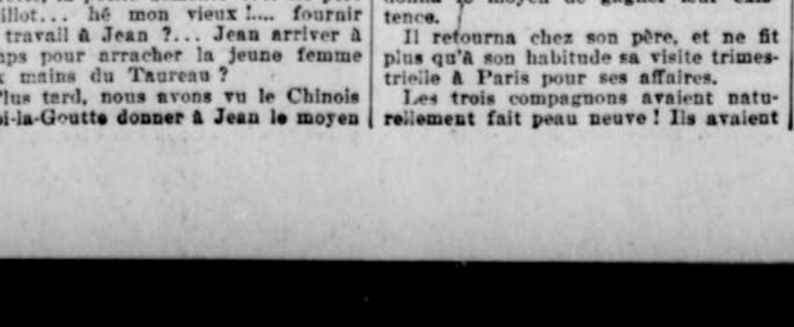 illot... hé mon vieux !.... fournir
travail à Jean ?... Jean arriver à
mps pour arracher la jeune femme
x mains du Taureau ?
Plus tard, nous avons vu le Chinois
oi-la-Goutte donner à Jean le moyen
tence.
Il retourna chez son père, et ne fit
plus qu'à son habitude sa visite trimes-
trielle à Paris pour ses affaires.
Les trois compagnons avaient natu-
rellement fait peau neuve ! Ils avaient